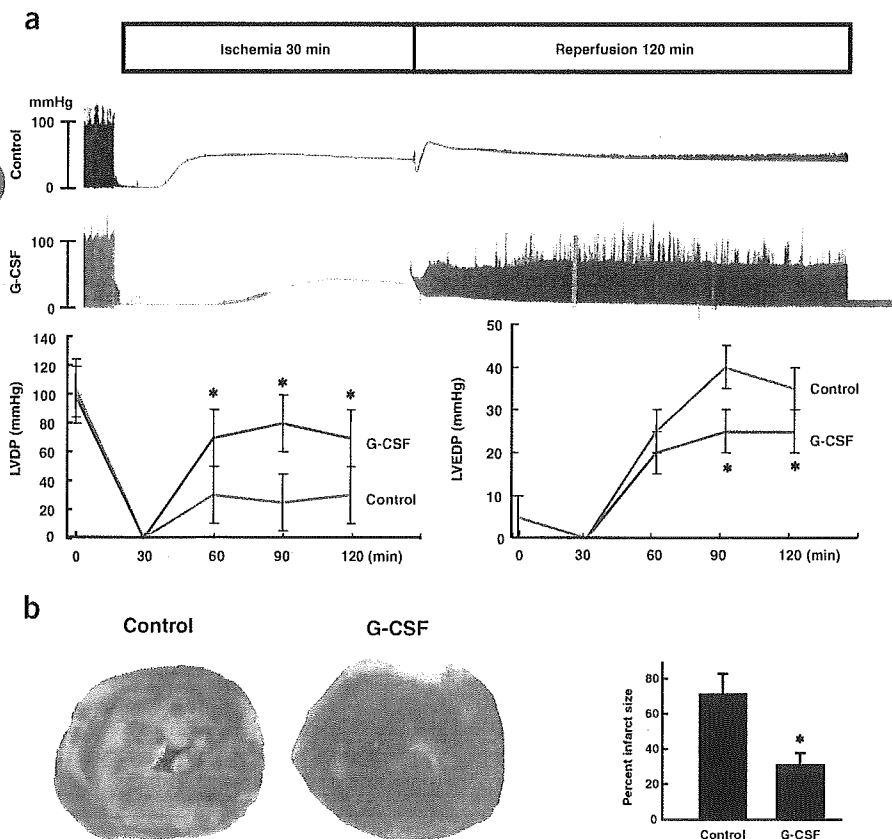 a
Ischemia 30 min
Reperfusion 120 min
mmHg
100
0
Control
100
0
G-CSF
LVDP (mmHg)
140
120
100
80
60
40
20
0
*
*
*
G-CSF
Control
0 30 60 90 120 (min)
LVEDP (mmHg)
50
40
30
20
10
0
Control
G-CSF
*
*
0 30 60 90 120 (min)
b
Control
G-CSF
Percent infarct size
80
60
40
20
0
*
Control G-CSF